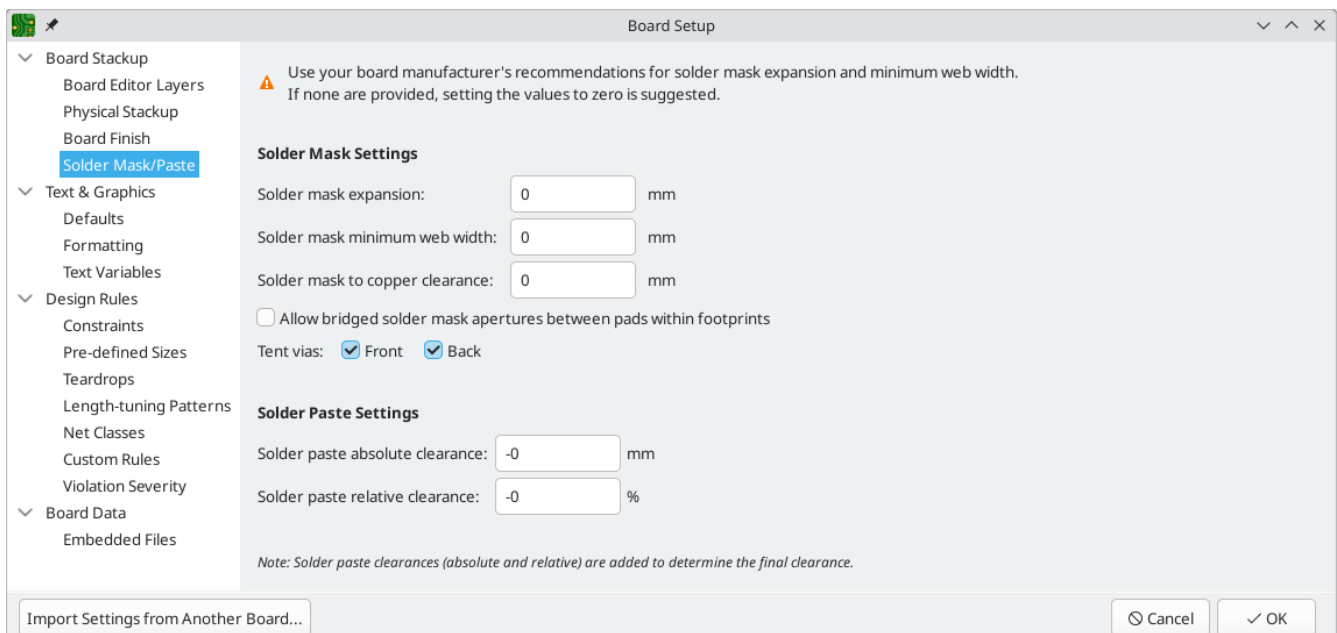 Board Setup
Board Stackup
Board Editor Layers
Physical Stackup
Board Finish
Solder Mask/Paste
Text & Graphics
Defaults
Formatting
Text Variables
Design Rules
Constraints
Pre-defined Sizes
Teardrops
Length-tuning Patterns
Net Classes
Custom Rules
Violation Severity
Board Data
Embedded Files
Use your board manufacturer's recommendations for solder mask expansion and minimum web width.
If none are provided, setting the values to zero is suggested.
Solder Mask Settings
Solder mask expansion: 0 mm
Solder mask minimum web width: 0 mm
Solder mask to copper clearance: 0 mm
Allow bridged solder mask apertures between pads within footprints
Tent vias: Front Back
Solder Paste Settings
Solder paste absolute clearance: -0 mm
Solder paste relative clearance: -0 %
Note: Solder paste clearances (absolute and relative) are added to determine the final clearance.
Import Settings from Another Board... Cancel OK